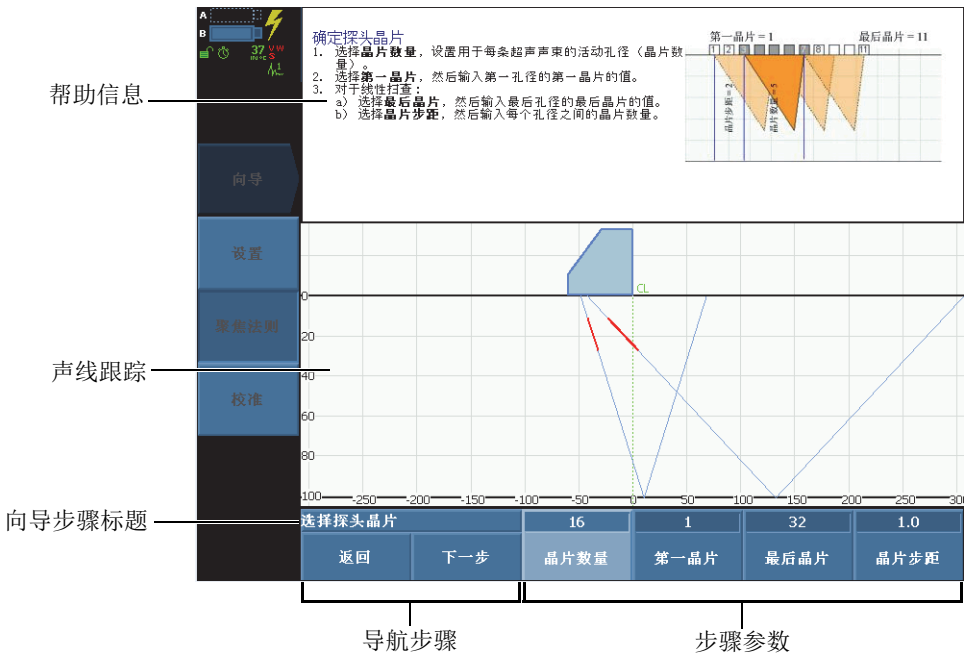 A
B
37
IN °C
V W
S
1
确定探头晶片
1. 选择晶片数量，设置用于每条超声声束的活动孔径（晶片数
量）。
2. 选择第一晶片，然后输入第一孔径的第一晶片的值。
3. 对于线性扫查：
a) 选择最后晶片，然后输入最后孔径的最后晶片的值。
b) 选择晶片步距，然后输入每个孔径之间的晶片数量。
第一晶片 = 1
最后晶片 = 11
1 2 8 11
晶片步距 = 2
晶片数量 = 5
帮助信息
向导
设置
聚焦法则
校准
CL
0
20
40
60
80
100
-250 -200 -150 -100 -50 0 50 100 150 200 250 300
声线跟踪
向导步骤标题
选择探头晶片 16 1 32 1.0
返回 下一步 晶片数量 第一晶片 最后晶片 晶片步距
导航步骤 步骤参数